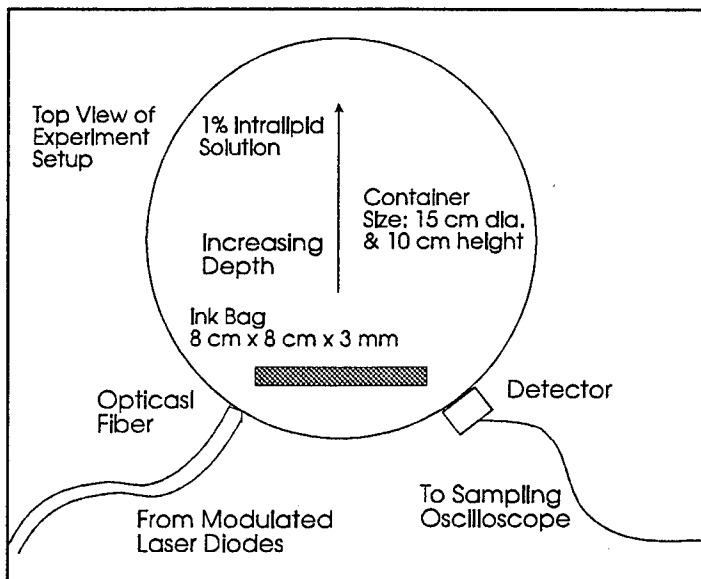 Top View of
Experiment
Setup
1% Intralipid
Solution
Container
Size: 15 cm dia.
& 10 cm height
Increasing
Depth
Ink Bag
8 cm x 8 cm x 3 mm
Opticasl
Fiber
Detector
From Modulated
Laser Diodes
To Sampling
Oscilloscope